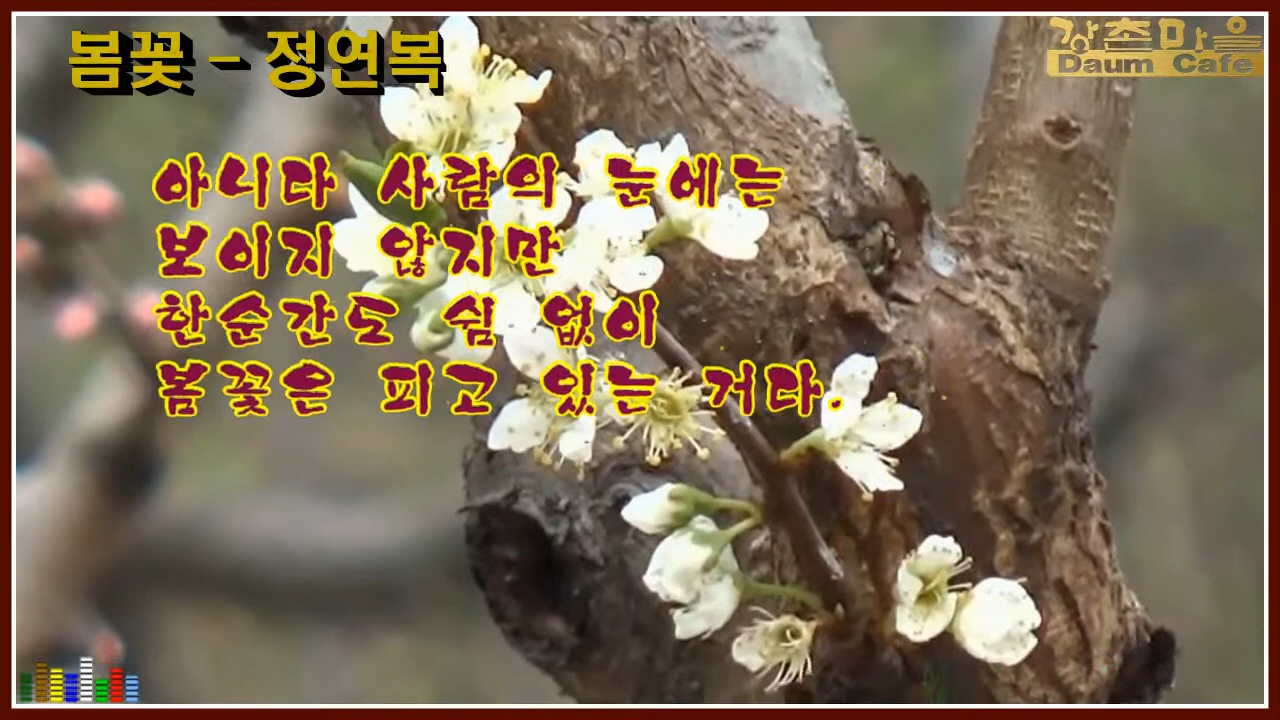 봄꽃 - 정연복
강촌마을
Daum Cafe
아니다 사람의 눈에는
보이지 않지만
한순간도 쉼 없이
봄꽃은 피고 있는 거다.